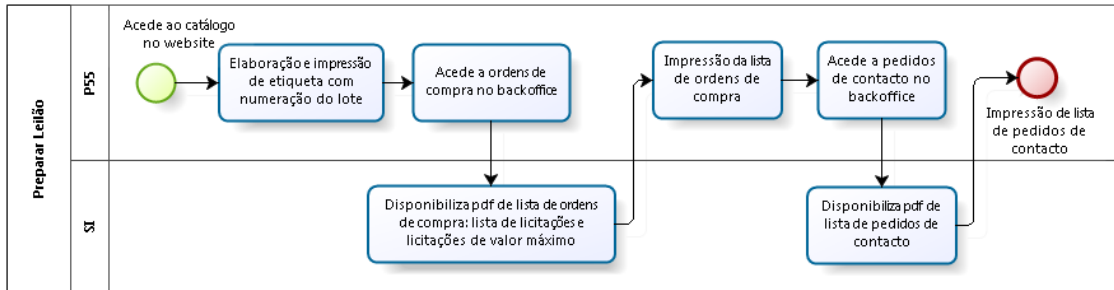 Preparar Leilão
P55
Acede ao catálogo
no website
Elaboração e impressão
de etiqueta com
numeração do lote
Acede a ordens de
compra no backoffice
Impressão da lista
de ordens de
compra
Acede a pedidos
de contacto no
backoffice
Impressão de lista
de pedidos de
contacto
SI
Disponibiliza pdf de lista de ordens
de compra: lista de licitações e
licitações de valor máximo
Disponibiliza pdf de
lista de pedidos de
contacto